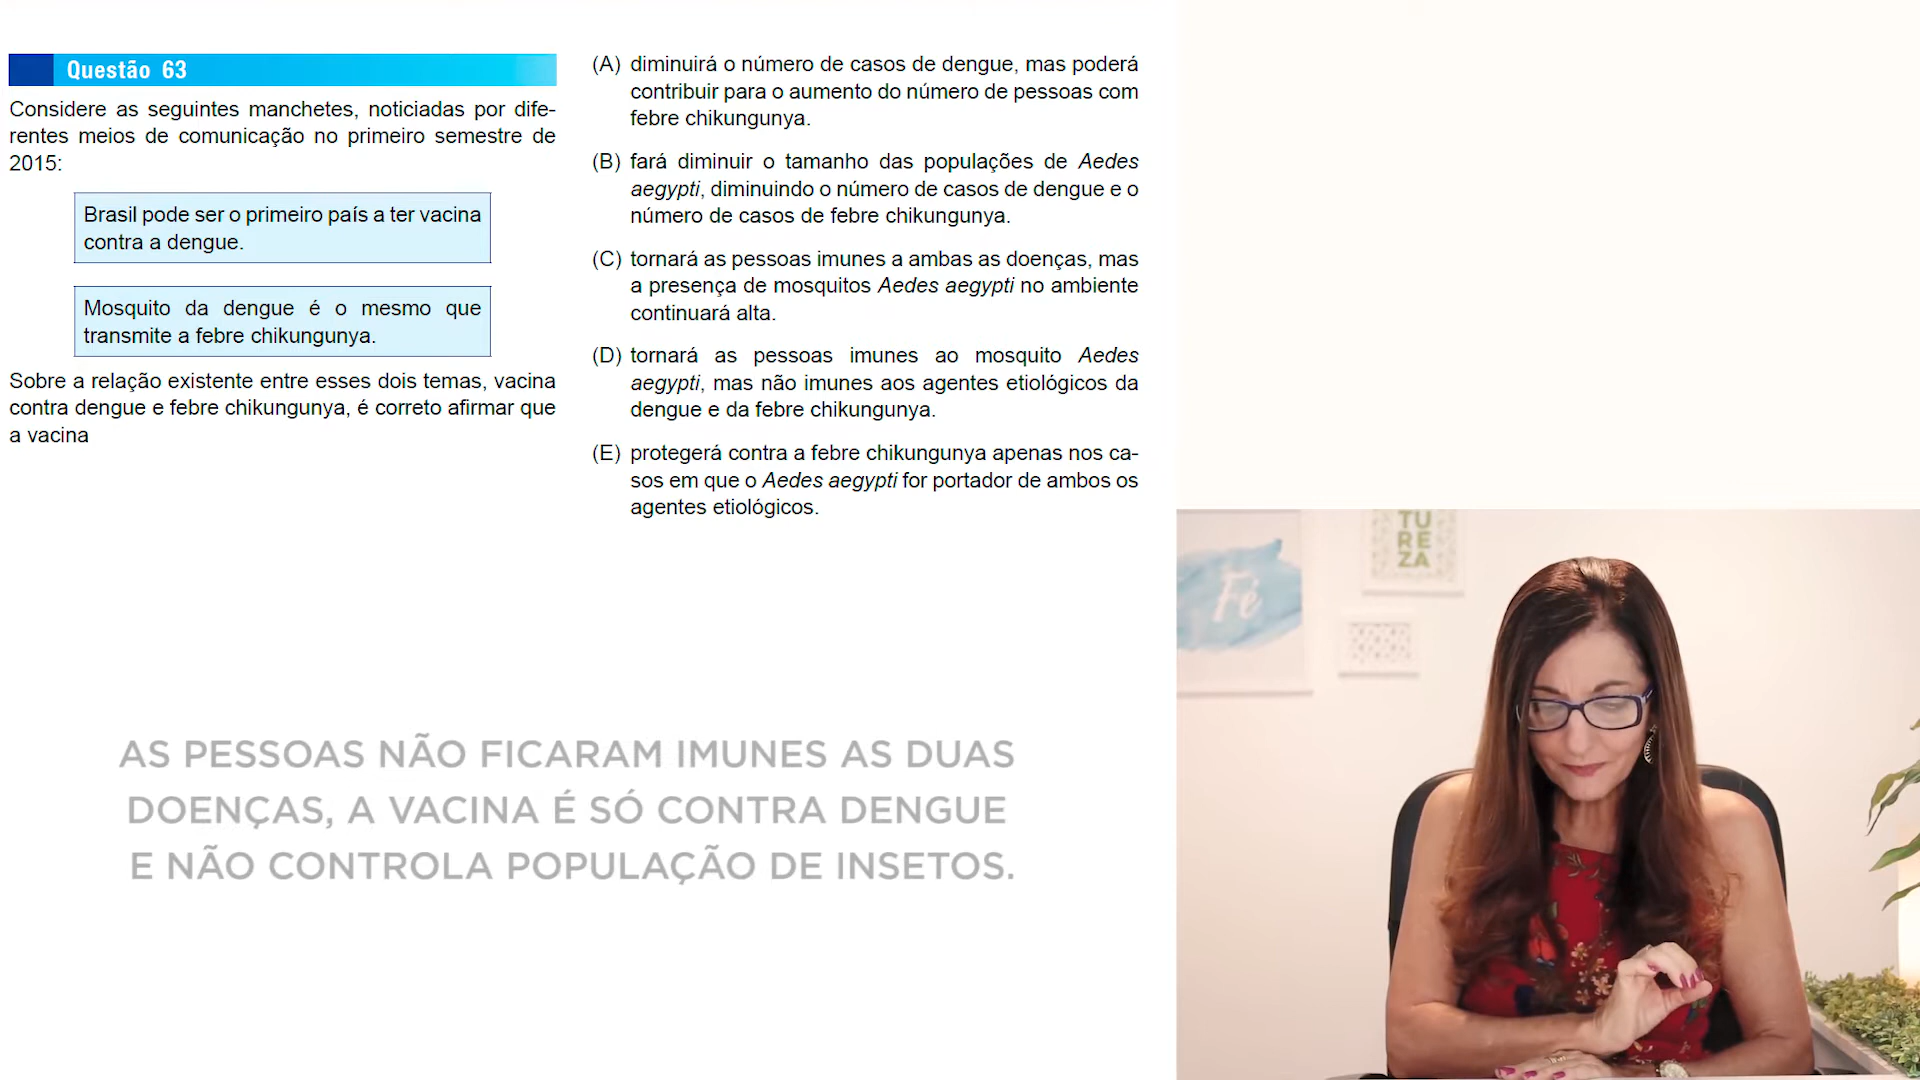 Questão 63
Considere as seguintes manchetes, noticiadas por dife-
rentes meios de comunicação no primeiro semestre de
2015:
Brasil pode ser o primeiro país a ter vacina
contra a dengue.
Mosquito da dengue é o mesmo que
transmite a febre chikungunya.
Sobre a relação existente entre esses dois temas, vacina
contra dengue e febre chikungunya, é correto afirmar que
a vacina
(A) diminuirá o número de casos de dengue, mas poderá
contribuir para o aumento do número de pessoas com
febre chikungunya.
(B) fará diminuir o tamanho das populações de Aedes
aegypti, diminuindo o número de casos de dengue e o
número de casos de febre chikungunya.
(C) tornará as pessoas imunes a ambas as doenças, mas
a presença de mosquitos Aedes aegypti no ambiente
continuará alta.
(D) tornará as pessoas imunes ao mosquito Aedes
aegypti, mas não imunes aos agentes etiológicos da
dengue e da febre chikungunya.
(E) protegerá contra a febre chikungunya apenas nos ca-
sos em que o Aedes aegypti for portador de ambos os
agentes etiológicos.
AS PESSOAS NÃO FICARAM IMUNES AS DUAS
DOENÇAS, A VACINA É SÓ CONTRA DENGUE
E NÃO CONTROLA POPULAÇÃO DE INSETOS.
Fé
TU
RE
ZA